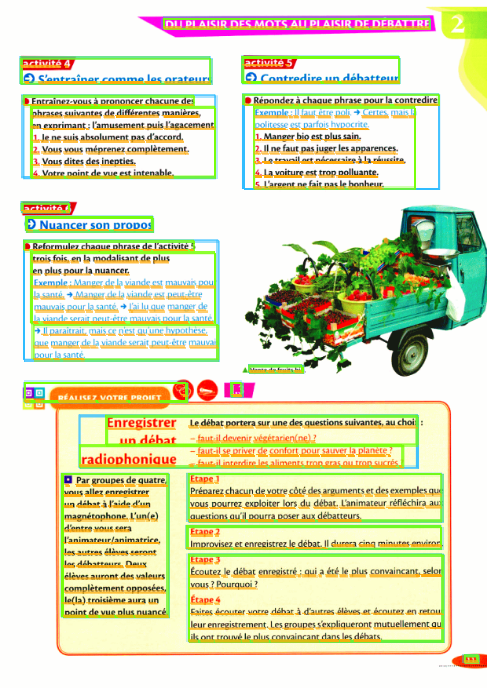 DU PLAISIR DES MOTS AU PLAISIR DE DÉBATTRE
2
activité 4
S'entraîner comme les orateurs
Entraînez-vous à prononcer chacune des
phrases suivantes de différentes manières,
en exprimant : l'amusement puis l'agacement
1. Je ne suis absolument pas d'accord.
2. Vous vous méprenez complètement.
3. Vous dites des inepties.
4. Votre point de vue est intenable.
activité 5
Contredire un débatteur
Répondez à chaque phrase pour la contredire
Exemple : Il faut être poli. → Certes, mais la
politesse est parfois hypocrite.
1. Manger bio est plus sain.
2. Il ne faut pas juger les apparences.
3. Le travail est nécessaire à la réussite.
4. La voiture est trop polluante.
5. L'argent ne fait pas le bonheur.
activité 6
Nuancer son propos
Reformulez chaque phrase de l'activité 5
trois fois, en la modalisant de plus
en plus pour la nuancer.
Exemple : Manger de la viande est mauvais pour
la santé. → Manger de la viande est peut-être
mauvais pour la santé. → J'ai lu que manger de
la viande serait peut-être mauvais pour la santé.
→ Il paraîtrait, mais ce n'est qu'une hypothèse,
que manger de la viande serait peut-être mauvais
pour la santé.
Vente de fruits bio
RÉALISEZ VOTRE PROJET
Enregistrer
un débat
radiophonique
Le débat portera sur une des questions suivantes, au choix :
– faut-il devenir végétarien(ne) ?
– faut-il se priver de confort pour sauver la planète ?
– faut-il interdire les aliments trop gras ou trop sucrés
Par groupes de quatre,
vous allez enregistrer
un débat à l'aide d'un
magnétophone. L'un(e)
d'entre vous sera
l'animateur/animatrice,
les autres élèves seront
les débatteurs. Deux
élèves auront des valeurs
complètement opposées,
le(la) troisième aura un
point de vue plus nuancé.
Étape 1
Préparez chacun de votre côté des arguments et des exemples que
vous pourrez exploiter lors du débat. L'animateur réfléchira aux
questions qu'il pourra poser aux débatteurs.
Étape 2
Improvisez et enregistrez le débat. Il durera cinq minutes environ.
Étape 3
Écoutez le débat enregistré : qui a été le plus convaincant, selon
vous ? Pourquoi ?
Étape 4
Faites écouter votre débat à d'autres élèves et écoutez en retour
leur enregistrement. Les groupes s'expliqueront mutuellement qui
ils ont trouvé le plus convaincant dans les débats.